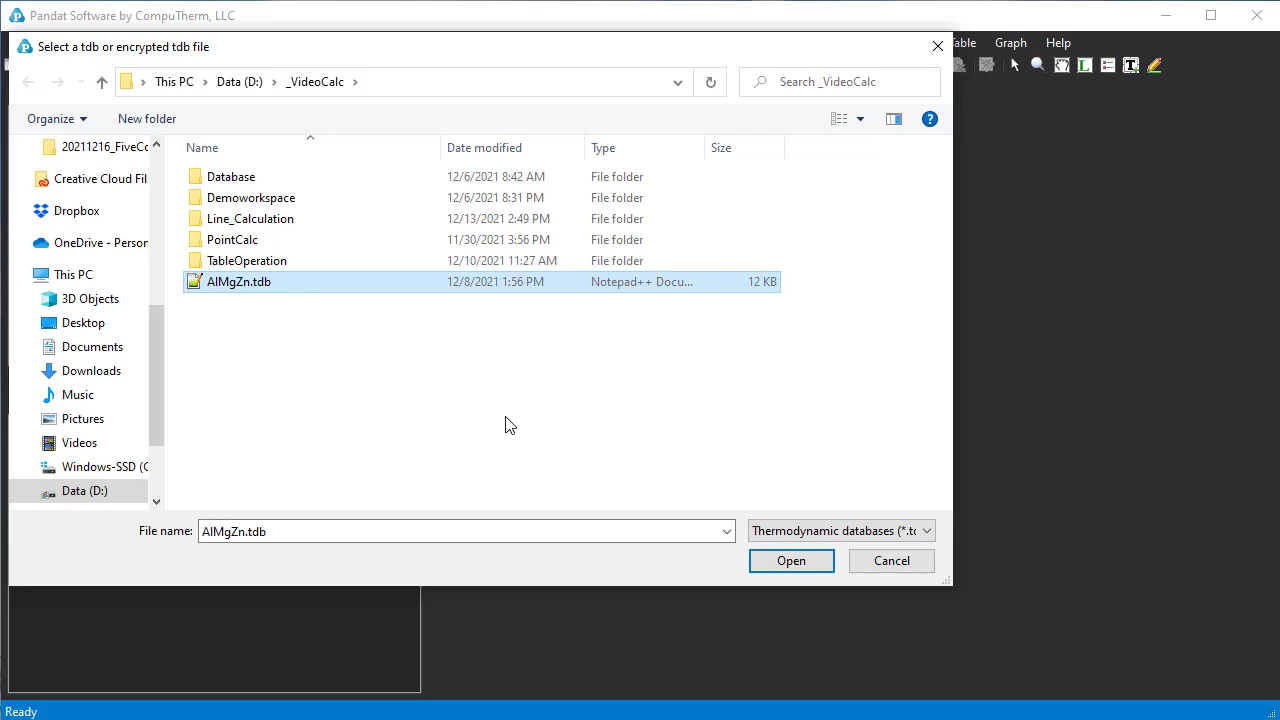 Pandat Software by CompuTherm, LLC
Select a tdb or encrypted tdb file
Table Graph Help
This PC Data (D:) _VideoCalc
Search _VideoCalc
Organize
New folder
Name Date modified Type Size
20211216_FiveCo
Creative Cloud Fil
Dropbox
OneDrive - Person
This PC
3D Objects
Desktop
Documents
Downloads
Music
Pictures
Videos
Windows-SSD (C
Data (D:)
Database 12/6/2021 8:42 AM File folder
Demoworkspace 12/6/2021 8:31 PM File folder
Line_Calculation 12/13/2021 2:49 PM File folder
PointCalc 11/30/2021 3:56 PM File folder
TableOperation 12/10/2021 11:27 AM File folder
AlMgZn.tdb 12/8/2021 1:56 PM Notepad++ Docu... 12 KB
File name: AlMgZn.tdb
Thermodynamic databases (*.tc
Open Cancel
Ready